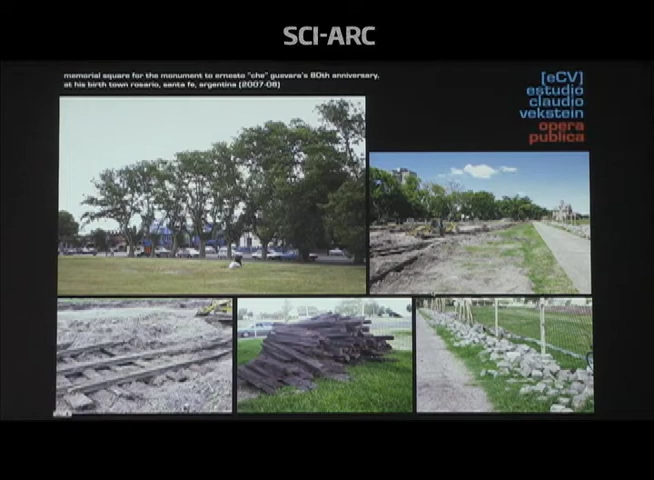 SCI-ARC
memorial square for the monument to ernesto "che" guevara's 80th anniversary,
at his birth town rosario, santa fe, argentina [2007-08]
[eCV]
estudio
claudio
vekstein
opera
publica